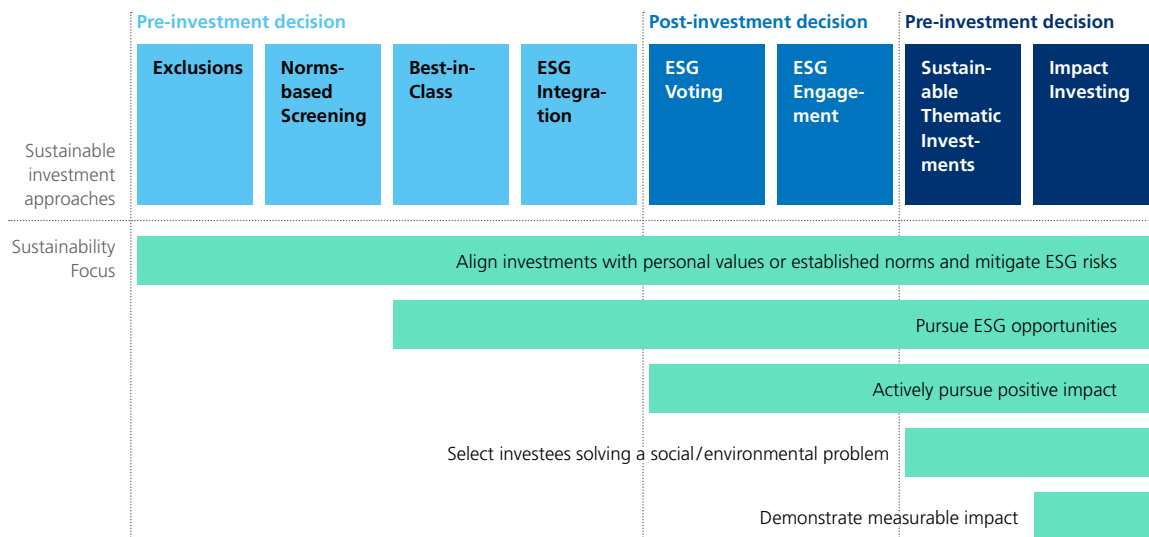 Pre-investment decision
Post-investment decision
Pre-investment decision
Exclusions
Norms-
based
Screening
Best-in-
Class
ESG
Integra-
tion
ESG
Voting
ESG
Engage-
ment
Sustain-
able
Thematic
Invest-
ments
Impact
Investing
Sustainable
investment
approaches
Sustainability
Focus
Align investments with personal values or established norms and mitigate ESG risks
Pursue ESG opportunities
Actively pursue positive impact
Select investees solving a social/environmental problem
Demonstrate measurable impact